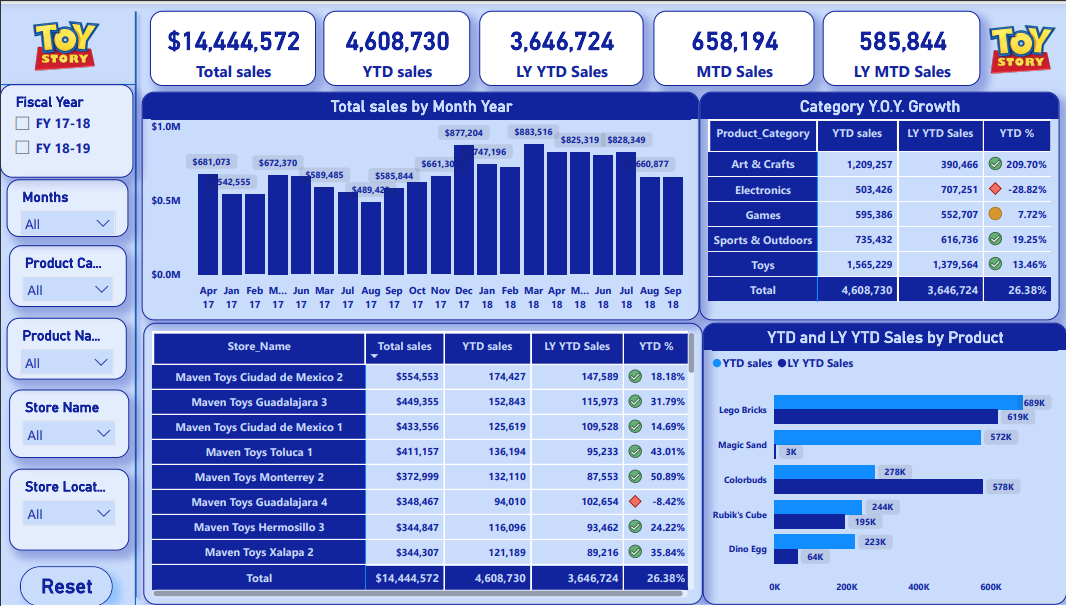 TOY
STORY
$14,444,572
Total sales
4,608,730
YTD sales
3,646,724
LY YTD Sales
658,194
MTD Sales
585,844
LY MTD Sales
TOY
STORY
Fiscal Year
FY 17-18
FY 18-19
Months
All
Product Ca...
All
Product Na...
All
Store Name
All
Store Locat...
All
Reset
Total sales by Month Year
$1.0M
$0.5M
$0.0M
$681,073
542,555
$672,370
$589,485
$489,42
$585,844
$661,30
$877,204
747,196
$883,516
$825,319
$828,349
660,877
Apr Jan Feb M... Jun Mar Jul Aug Sep Oct Nov Dec Jan Feb Mar Apr M... Jun Jul Aug Sep
17 17 17 17 17 17 17 17 17 17 17 17 18 18 18 18 18 18 18 18 18
Category Y.O.Y. Growth
Product_Category YTD sales LY YTD Sales YTD %
Art & Crafts 1,209,257 390,466 209.70%
Electronics 503,426 707,251 -28.82%
Games 595,386 552,707 7.72%
Sports & Outdoors 735,432 616,736 19.25%
Toys 1,565,229 1,379,564 13.46%
Total 4,608,730 3,646,724 26.38%
Store_Name Total sales YTD sales LY YTD Sales YTD %
Maven Toys Ciudad de Mexico 2 $554,553 174,427 147,589 18.18%
Maven Toys Guadalajara 3 $449,355 152,843 115,973 31.79%
Maven Toys Ciudad de Mexico 1 $433,556 125,619 109,528 14.69%
Maven Toys Toluca 1 $411,157 136,194 95,233 43.01%
Maven Toys Monterrey 2 $372,999 132,110 87,553 50.89%
Maven Toys Guadalajara 4 $348,467 94,010 102,654 -8.42%
Maven Toys Hermosillo 3 $344,847 116,096 93,462 24.22%
Maven Toys Xalapa 2 $344,307 121,189 89,216 35.84%
Total $14,444,572 4,608,730 3,646,724 26.38%
YTD and LY YTD Sales by Product
YTD sales LY YTD Sales
Lego Bricks 689K
619K
Magic Sand 572K
3K
Colorbuds 278K
578K
Rubik's Cube 244K
195K
Dino Egg 223K
64K
0K 200K 400K 600K